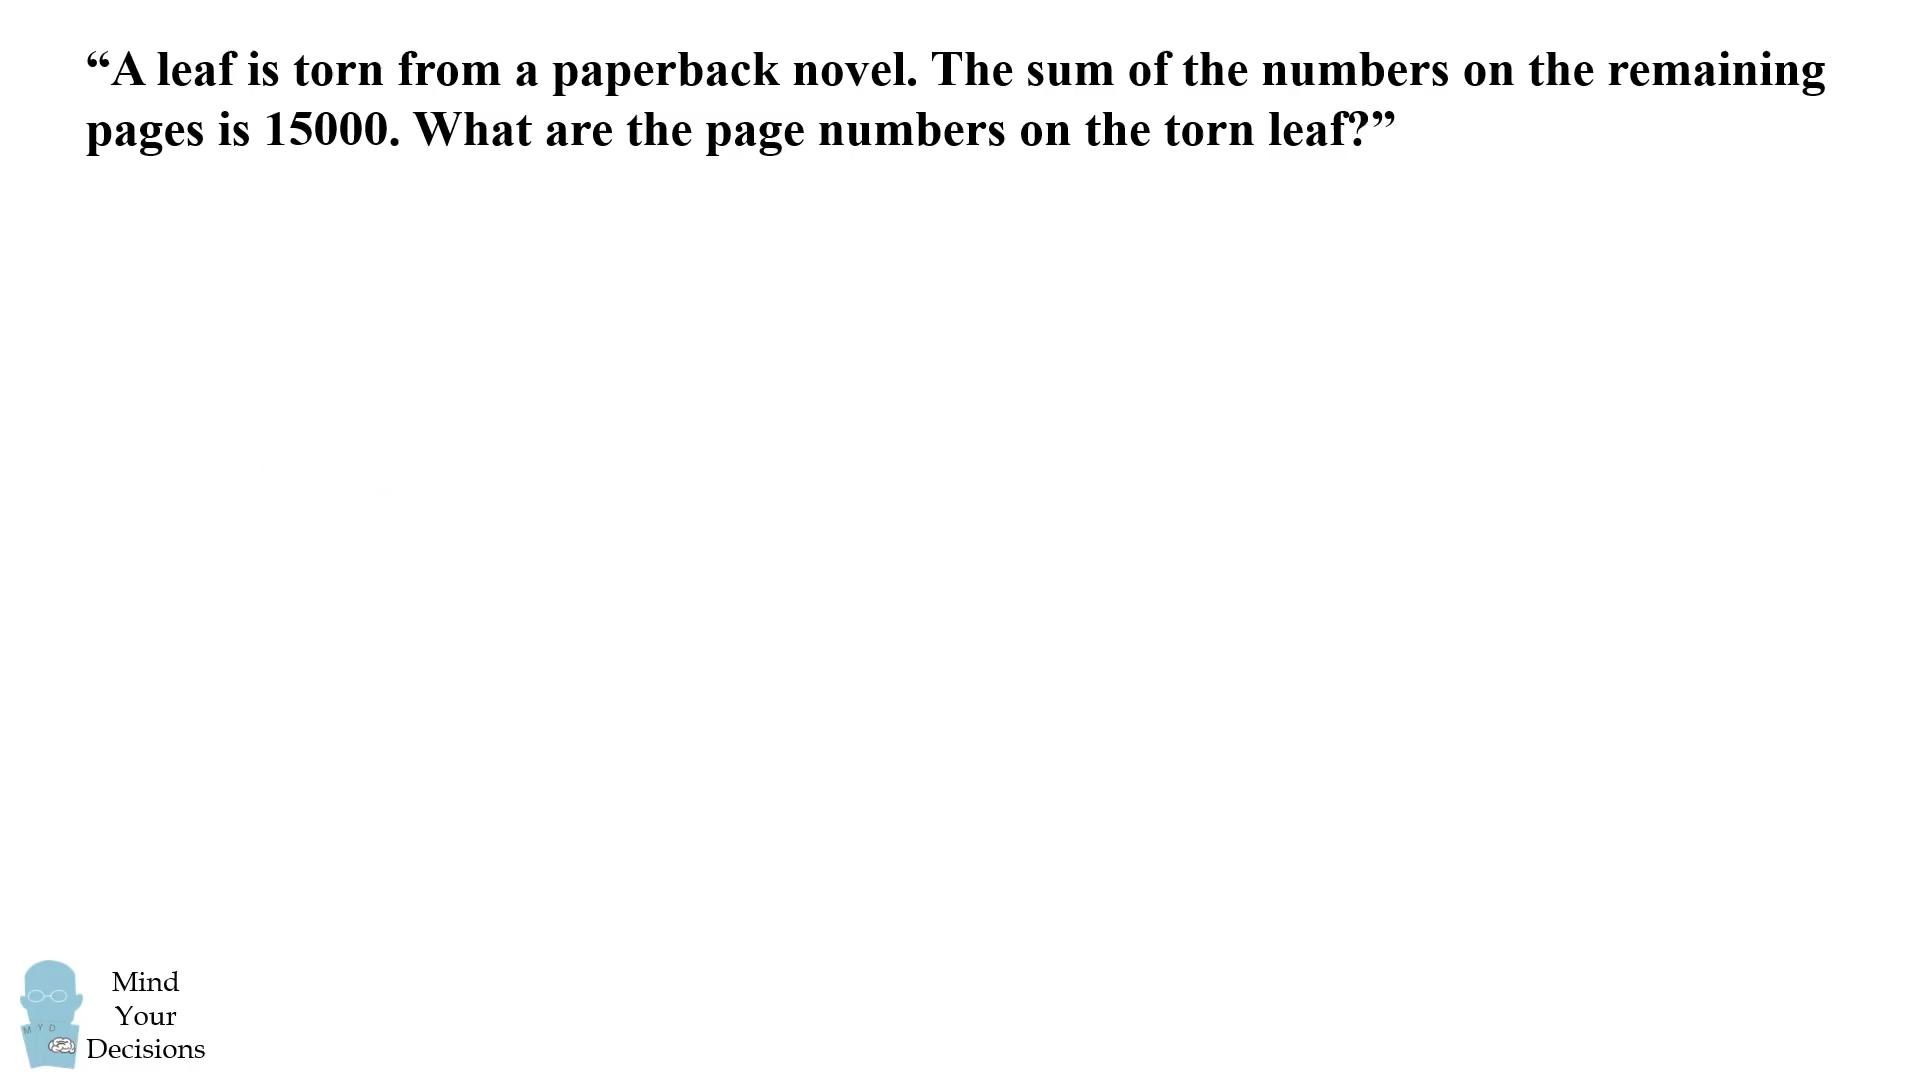 “A leaf is torn from a paperback novel. The sum of the numbers on the remaining
pages is 15000. What are the page numbers on the torn leaf?”
M Y D
Mind
Your
Decisions